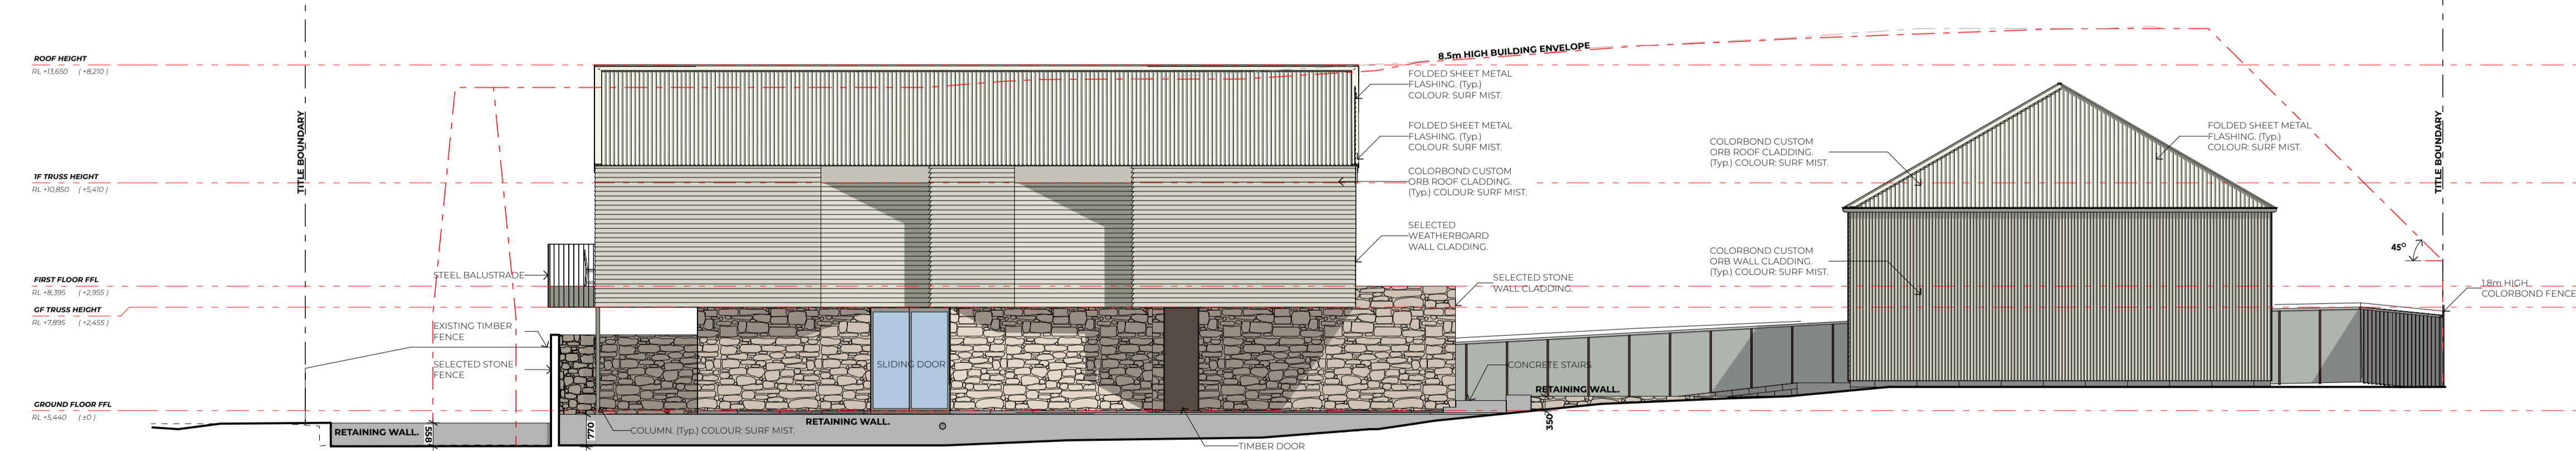 ROOF HEIGHT
RL +13,650 ( +8,210 )
1F TRUSS HEIGHT
RL +10,850 ( +5,410 )
FIRST FLOOR FFL
RL +8,395 ( +2,955 )
GF TRUSS HEIGHT
RL +7,895 ( +2,455 )
GROUND FLOOR FFL
RL +5,440 ( ±0 )
TITLE BOUNDARY
STEEL BALUSTRADE
EXISTING TIMBER
FENCE
SELECTED STONE
FENCE
RETAINING WALL.
558
770
COLUMN. (Typ.) COLOUR: SURF MIST.
SLIDING DOOR
RETAINING WALL.
TIMBER DOOR
8.5m HIGH BUILDING ENVELOPE
FOLDED SHEET METAL
FLASHING. (Typ.)
COLOUR: SURF MIST.
FOLDED SHEET METAL
FLASHING. (Typ.)
COLOUR: SURF MIST.
COLORBOND CUSTOM
ORB ROOF CLADDING.
(Typ.) COLOUR: SURF MIST.
SELECTED
WEATHERBOARD
WALL CLADDING.
SELECTED STONE
WALL CLADDING.
CONCRETE STAIRS
RETAINING WALL.
350
COLORBOND CUSTOM
ORB ROOF CLADDING.
(Typ.) COLOUR: SURF MIST.
COLORBOND CUSTOM
ORB WALL CLADDING.
(Typ.) COLOUR: SURF MIST.
FOLDED SHEET METAL
FLASHING. (Typ.)
COLOUR: SURF MIST.
TITLE BOUNDARY
45°
1.8m HIGH
COLORBOND FENCE